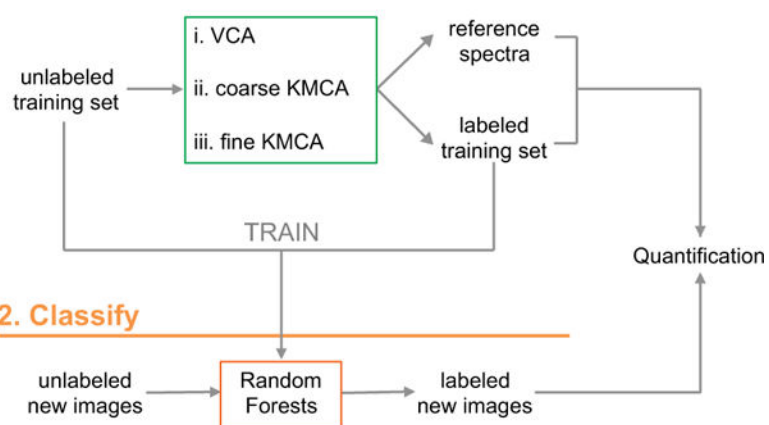 i. VCA
ii. coarse KMCA
iii. fine KMCA
unlabeled
training set
reference
spectra
labeled
training set
TRAIN
Quantification
2. Classify
unlabeled
new images
Random
Forests
labeled
new images